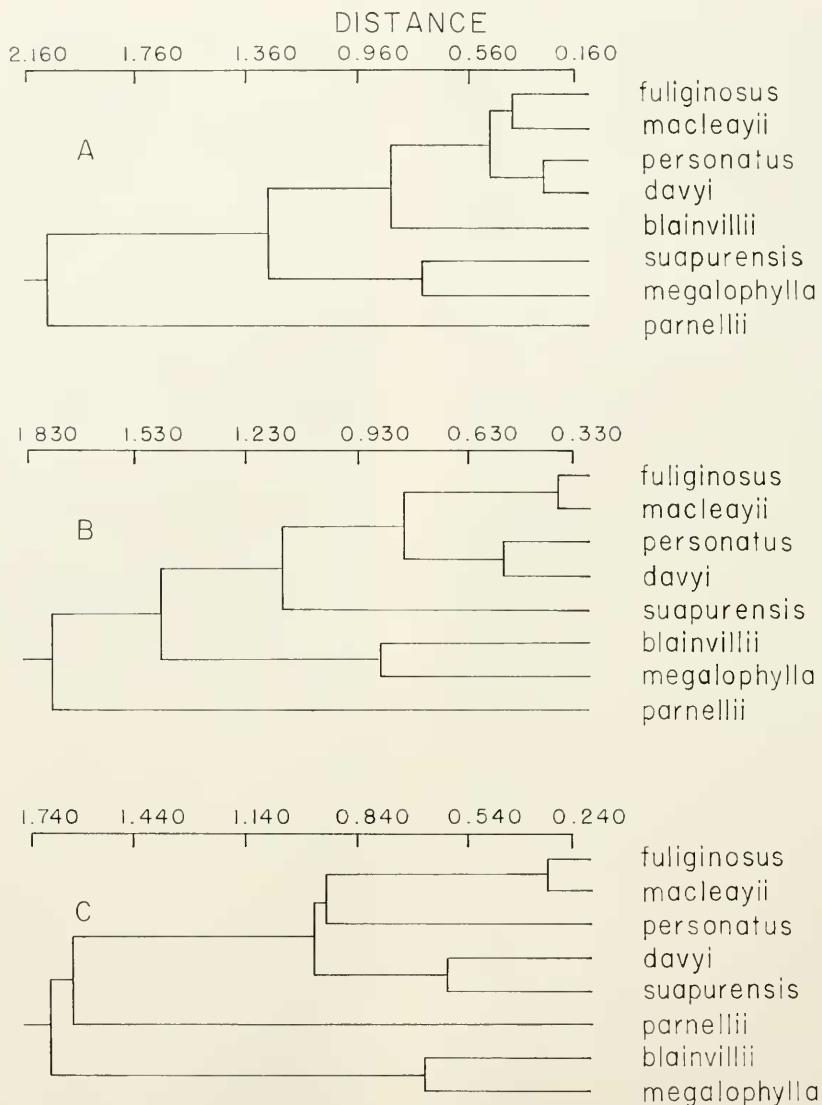 DISTANCE
2.160 1.760 1.360 0.960 0.560 0.160
A
fuliginosus
macleayii
personatus
davyi
blainvillii
suapurensis
megalophylla
parnellii
1.830 1.530 1.230 0.930 0.630 0.330
B
fuliginosus
macleayii
personatus
davyi
suapurensis
blainvillii
megalophylla
parnellii
1.740 1.440 1.140 0.840 0.540 0.240
C
fuliginosus
macleayii
personatus
davyi
suapurensis
parnellii
blainvillii
megalophylla